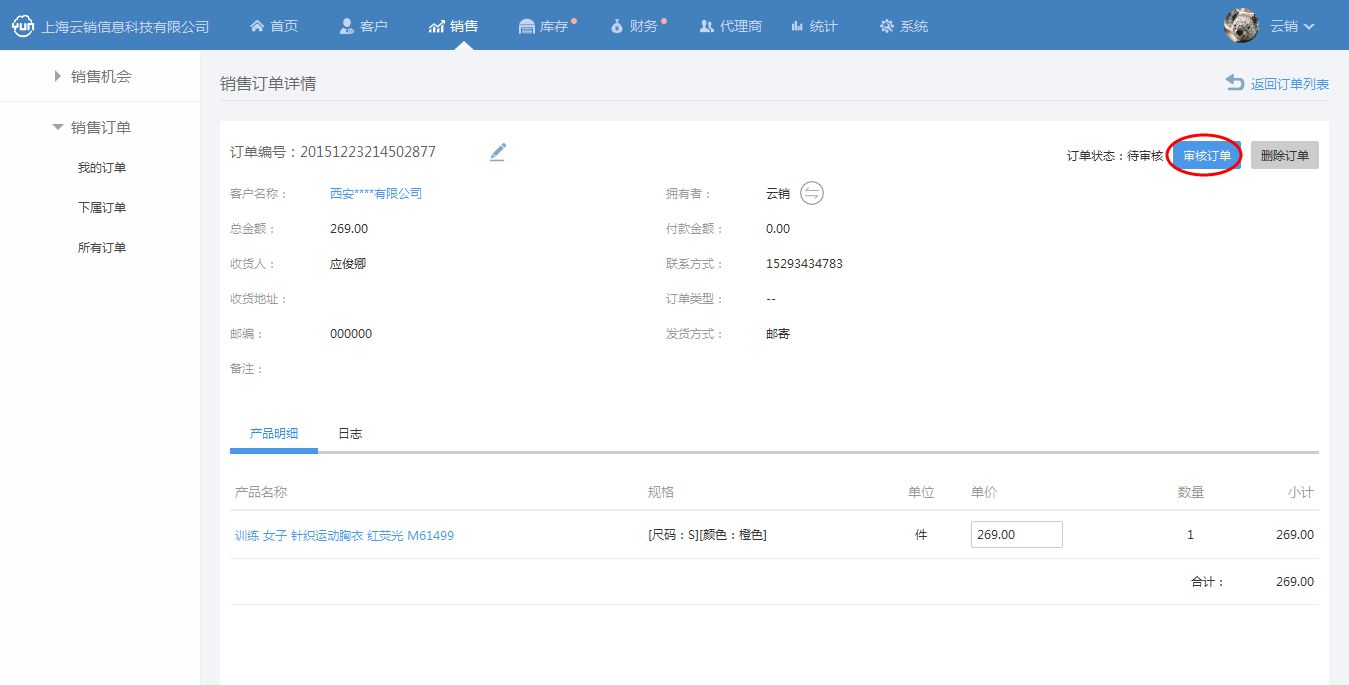 yun 上海云销信息科技有限公司 首页 客户 销售 库存 财务 代理商 统计 系统 云销
销售机会
销售订单
我的订单
下属订单
所有订单
销售订单详情 返回订单列表
订单编号：20151223214502877 订单状态：待审核 审核订单 删除订单
客户名称： 西安****有限公司 拥有者： 云销
总金额： 269.00 付款金额： 0.00
收货人： 应俊卿 联系方式： 15293434783
收货地址： 订单类型： --
邮编： 000000 发货方式： 邮寄
备注：
产品明细 日志
产品名称 规格 单位 单价 数量 小计
训练 女子 针织运动胸衣 红荧光 M61499 [尺码：S][颜色：橙色] 件 269.00 1 269.00
合计： 269.00